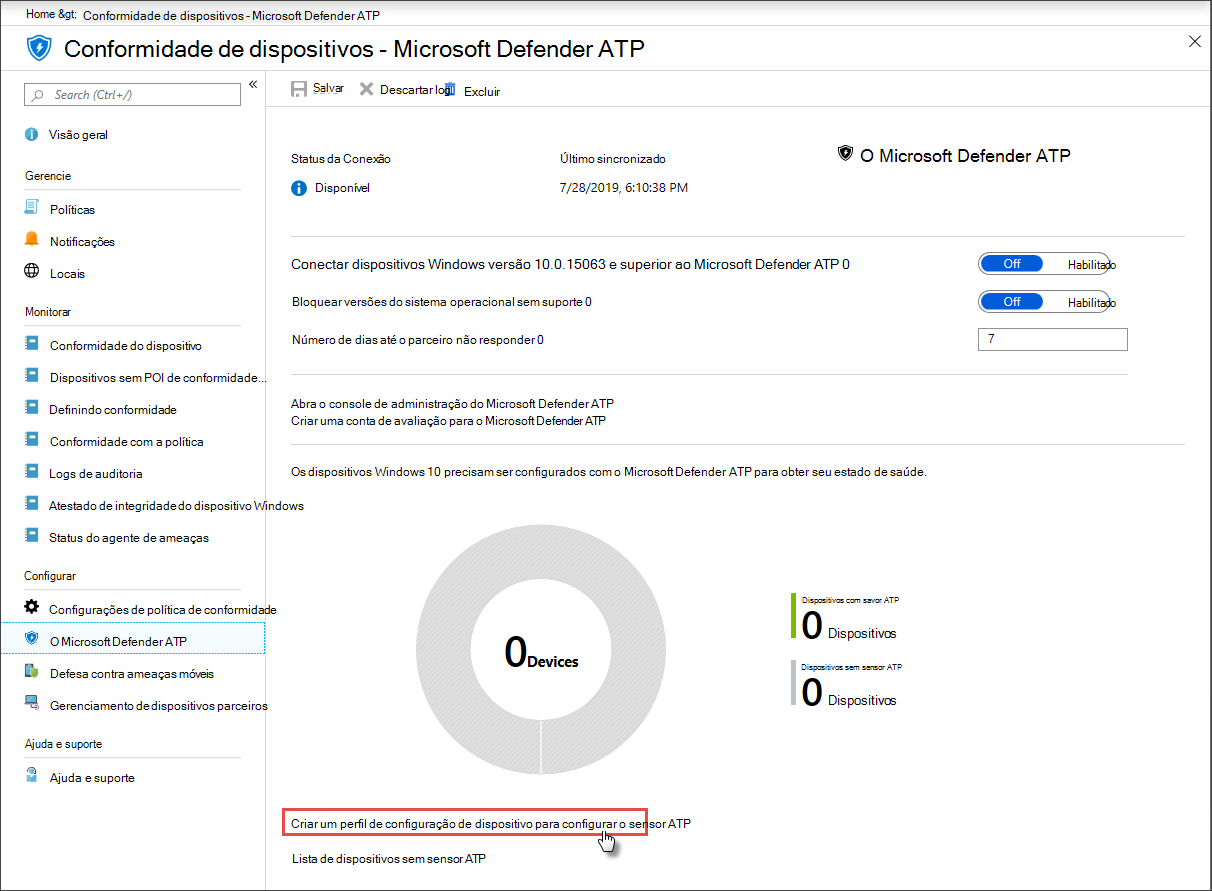 Home &gt; Conformidade de dispositivos - Microsoft Defender ATP
Conformidade de dispositivos - Microsoft Defender ATP
Search (Ctrl+/)
«
Visão geral
Gerencie
Políticas
Notificações
Locais
Monitorar
Conformidade do dispositivo
Dispositivos sem POI de conformidade...
Definindo conformidade
Conformidade com a política
Logs de auditoria
Atestado de integridade do dispositivo Windows
Status do agente de ameaças
Configurar
Configurações de política de conformidade
O Microsoft Defender ATP
Defesa contra ameaças móveis
Gerenciamento de dispositivos parceiros
Ajuda e suporte
Ajuda e suporte
Salvar
Descartar log
Excluir
Status da Conexão
Disponível
Último sincronizado
7/28/2019, 6:10:38 PM
O Microsoft Defender ATP
Conectar dispositivos Windows versão 10.0.15063 e superior ao Microsoft Defender ATP 0
Off Habilitado
Bloquear versões do sistema operacional sem suporte 0
Off Habilitado
Número de dias até o parceiro não responder 0
7
Abra o console de administração do Microsoft Defender ATP
Criar uma conta de avaliação para o Microsoft Defender ATP
Os dispositivos Windows 10 precisam ser configurados com o Microsoft Defender ATP para obter seu estado de saúde.
0 Devices
Dispositivos com savor ATP
0 Dispositivos
Dispositivos sem sensor ATP
0 Dispositivos
Criar um perfil de configuração de dispositivo para configurar o sensor ATP
Lista de dispositivos sem sensor ATP